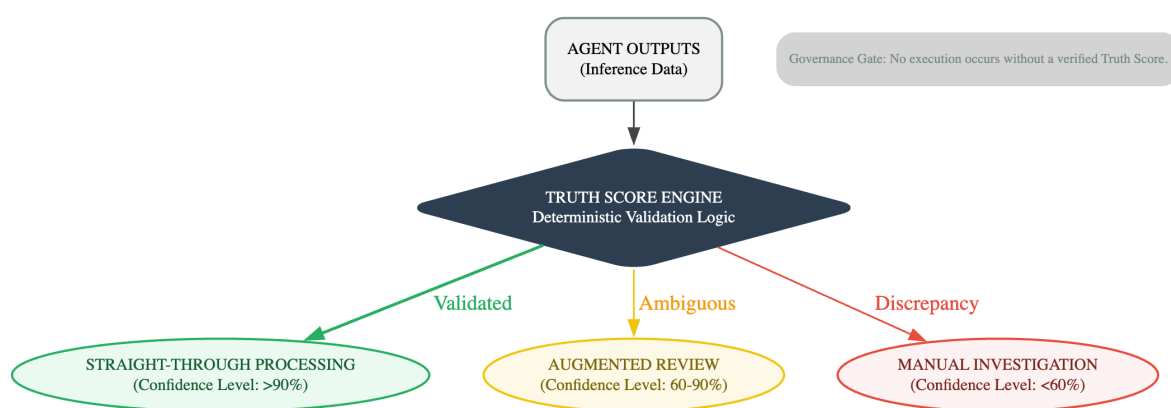 AGENT OUTPUTS
(Inference Data)
Governance Gate: No execution occurs without a verified Truth Score.
TRUTH SCORE ENGINE
Deterministic Validation Logic
Validated
Ambiguous
Discrepancy
STRAIGHT-THROUGH PROCESSING
(Confidence Level: >90%)
AUGMENTED REVIEW
(Confidence Level: 60-90%)
MANUAL INVESTIGATION
(Confidence Level: <60%)